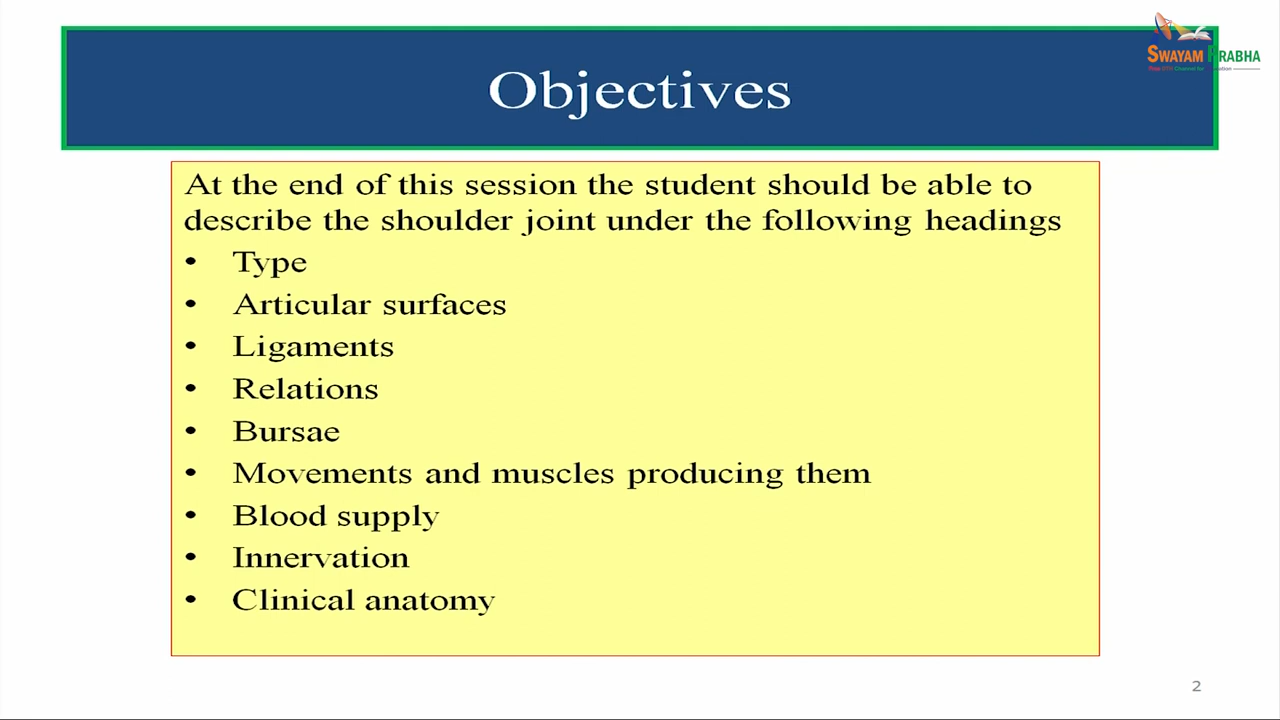 SWAYAM PRABHA
Objectives
At the end of this session the student should be able to
describe the shoulder joint under the following headings
• Type
• Articular surfaces
• Ligaments
• Relations
• Bursae
• Movements and muscles producing them
• Blood supply
• Innervation
• Clinical anatomy
2